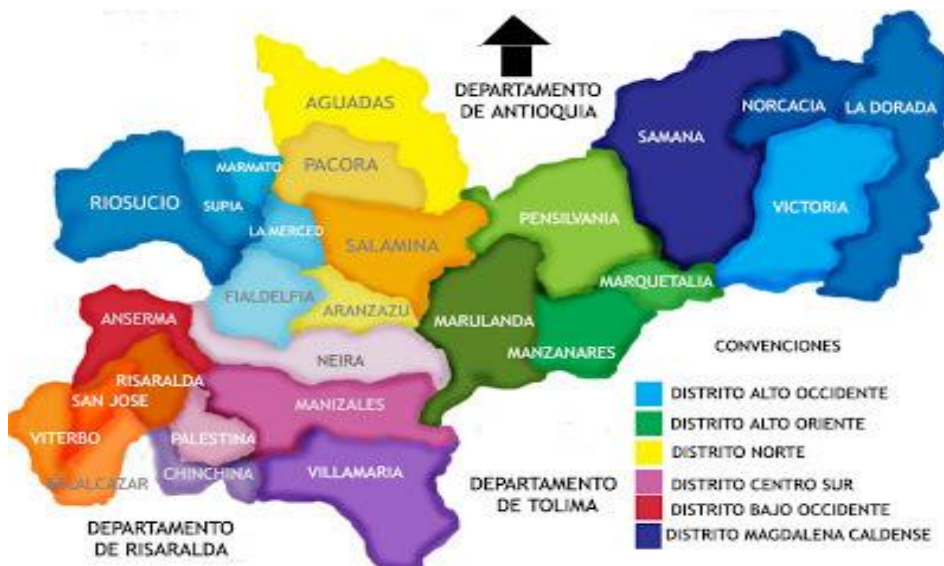 AGUADAS
DEPARTAMENTO
DE ANTIOQUIA
NORCACIA
LA DORADA
SAMANA
MARMATO
PACORA
RIOSUCIO
SUPIA
PENSILVANIA
VICTORIA
LA MERCED
SALAMINA
MARQUETALIA
FIALDELFIA
ARANZAZU
ANSERMA
MARULANDA
MANZANARES
NEIRA
CONVENCIONES
RISARALDA
SAN JOSE
MANIZALES
VITERBO
PALESTINA
CHINCHINA
VILLAMARIA
DISTRITO ALTO OCCIDENTE
DISTRITO ALTO ORIENTE
DISTRITO NORTE
DISTRITO CENTRO SUR
DISTRITO BAJO OCCIDENTE
DISTRITO MAGDALENA CALDENSE
DEPARTAMENTO
DE TOLIMA
DEPARTAMENTO
DE RISARALDA